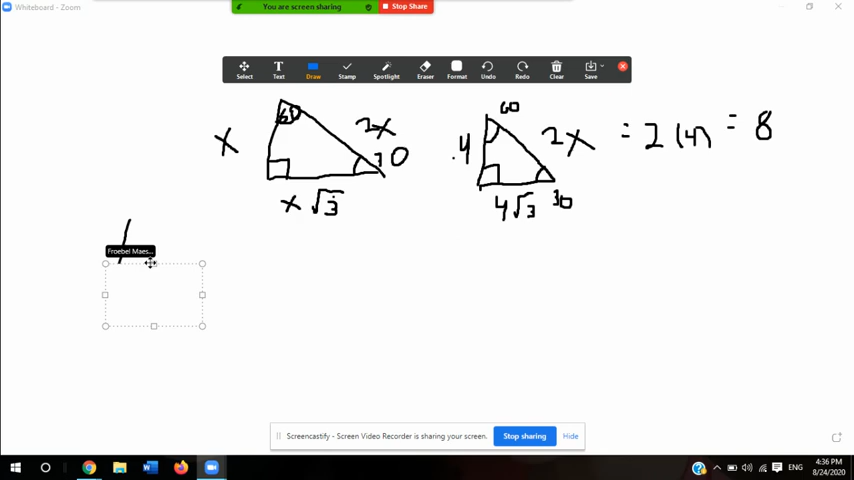 Whiteboard - Zoom
You are screen sharing
Stop Share
Select
Text
Draw
Stamp
Spotlight
Eraser
Format
Undo
Redo
Clear
Save
60
x
2x
30
x √3
60
4
2x = 2 (4) = 8
4√3
30
Froebel Maes...
Screencastify - Screen Video Recorder is sharing your screen.
Stop sharing
Hide
ENG
4:36 PM
8/24/2020